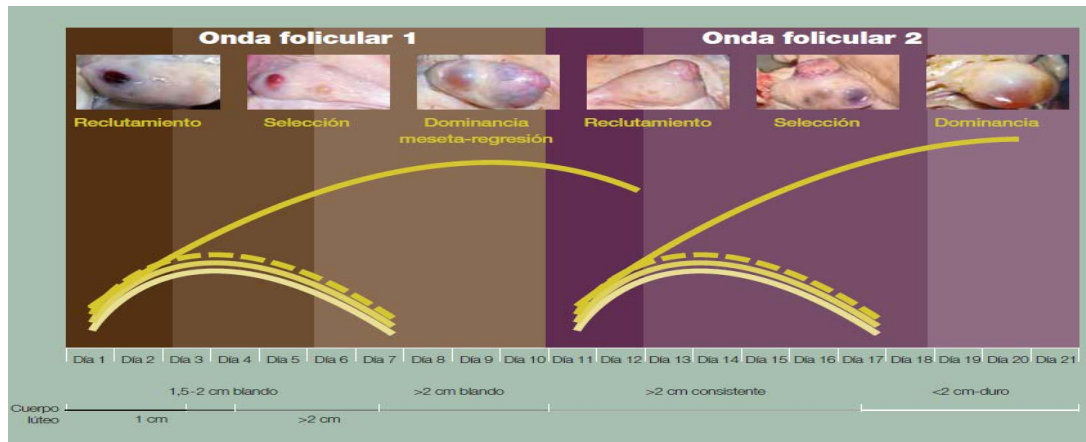 Onda folicular 1 Onda folicular 2
Reclutamiento Selección Dominancia Reclutamiento Selección Dominancia
meseta-regresión
Día 1 Día 2 Día 3 Día 4 Día 5 Día 6 Día 7 Día 8 Día 9 Día 10 Día 11 Día 12 Día 13 Día 14 Día 15 Día 16 Día 17 Día 18 Día 19 Día 20 Día 21
1,5-2 cm blando >2 cm blando >2 cm consistente <2 cm-duro
Cuerpo
lúteo
1 cm >2 cm